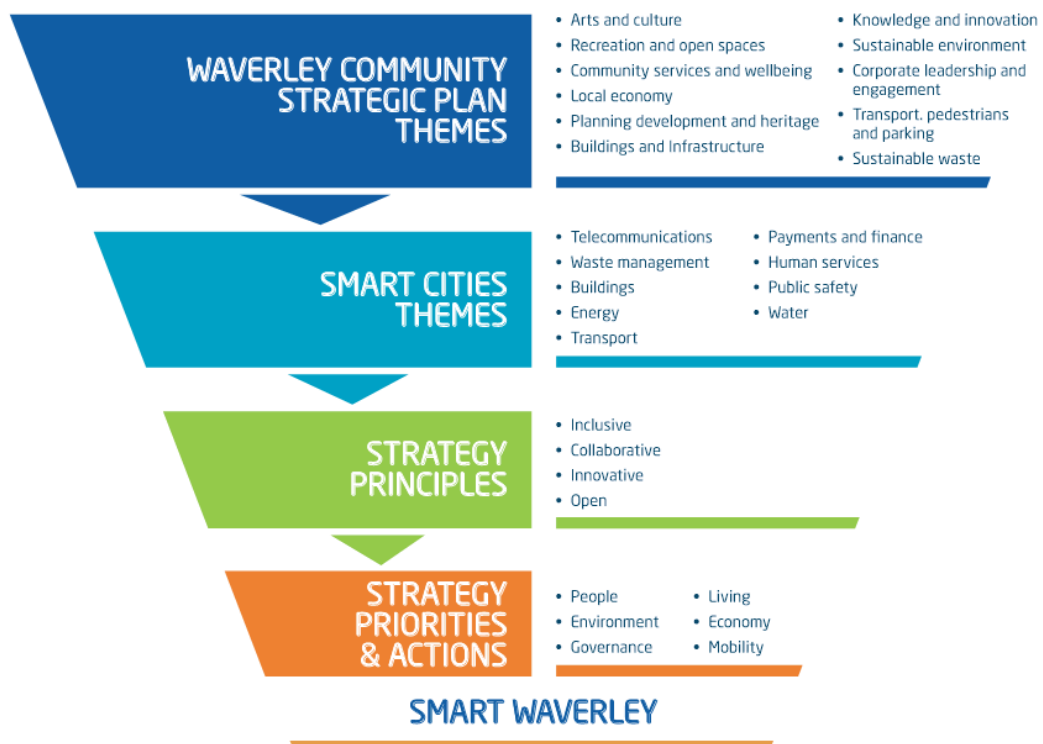 WAVERLEY COMMUNITY
STRATEGIC PLAN
THEMES
• Arts and culture
• Recreation and open spaces
• Community services and wellbeing
• Local economy
• Planning development and heritage
• Buildings and Infrastructure
• Knowledge and innovation
• Sustainable environment
• Corporate leadership and
engagement
• Transport. pedestrians
and parking
• Sustainable waste
SMART CITIES
THEMES
• Telecommunications
• Waste management
• Buildings
• Energy
• Transport
• Payments and finance
• Human services
• Public safety
• Water
STRATEGY
PRINCIPLES
• Inclusive
• Collaborative
• Innovative
• Open
STRATEGY
PRIORITIES
& ACTIONS
• People
• Environment
• Governance
• Living
• Economy
• Mobility
SMART WAVERLEY